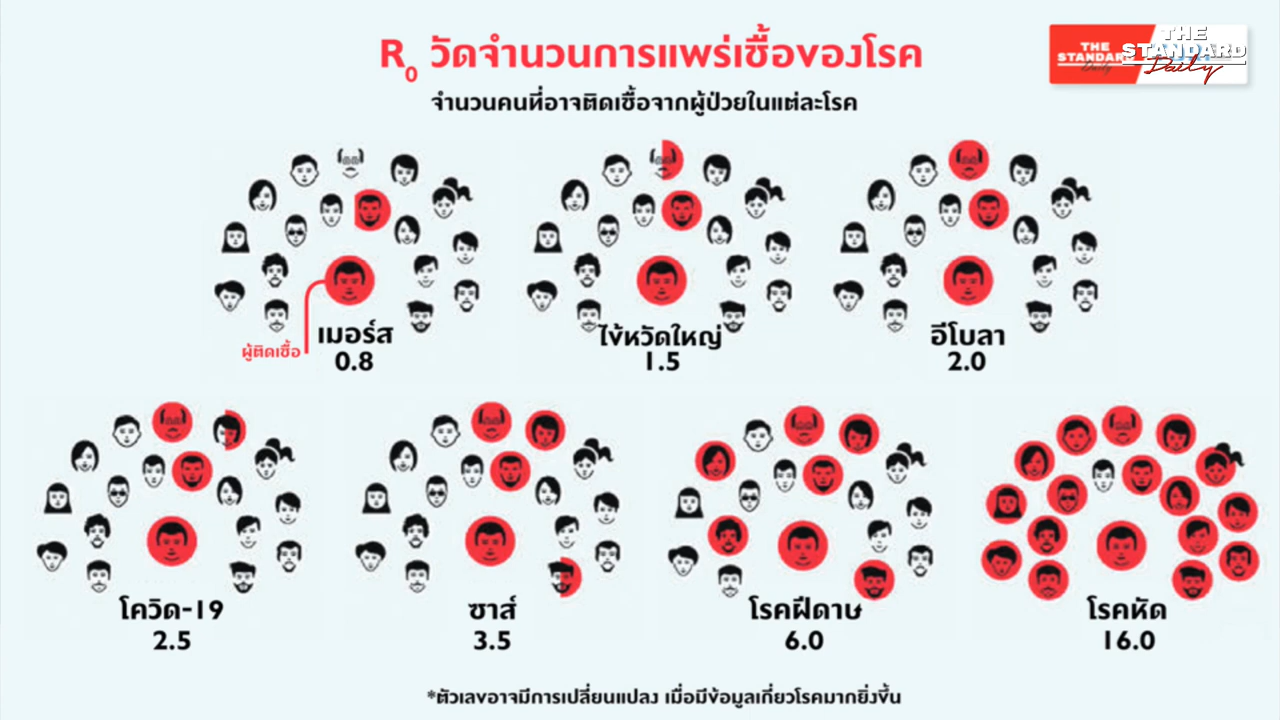 R0 วัดจำนวนการแพร่เชื้อของโรค
จำนวนคนที่อาจติดเชื้อจากผู้ป่วยในแต่ละโรค
THE
STANDARD
Daily
THE
STANDARD
Daily
ผู้ติดเชื้อ
เมอร์ส
0.8
ไข้หวัดใหญ่
1.5
อีโบลา
2.0
โควิด-19
2.5
ซาส์
3.5
โรคฝีดาษ
6.0
โรคหัด
16.0
*ตัวเลขอาจมีการเปลี่ยนแปลง เมื่อมีข้อมูลเกี่ยวโรคมากยิ่งขึ้น